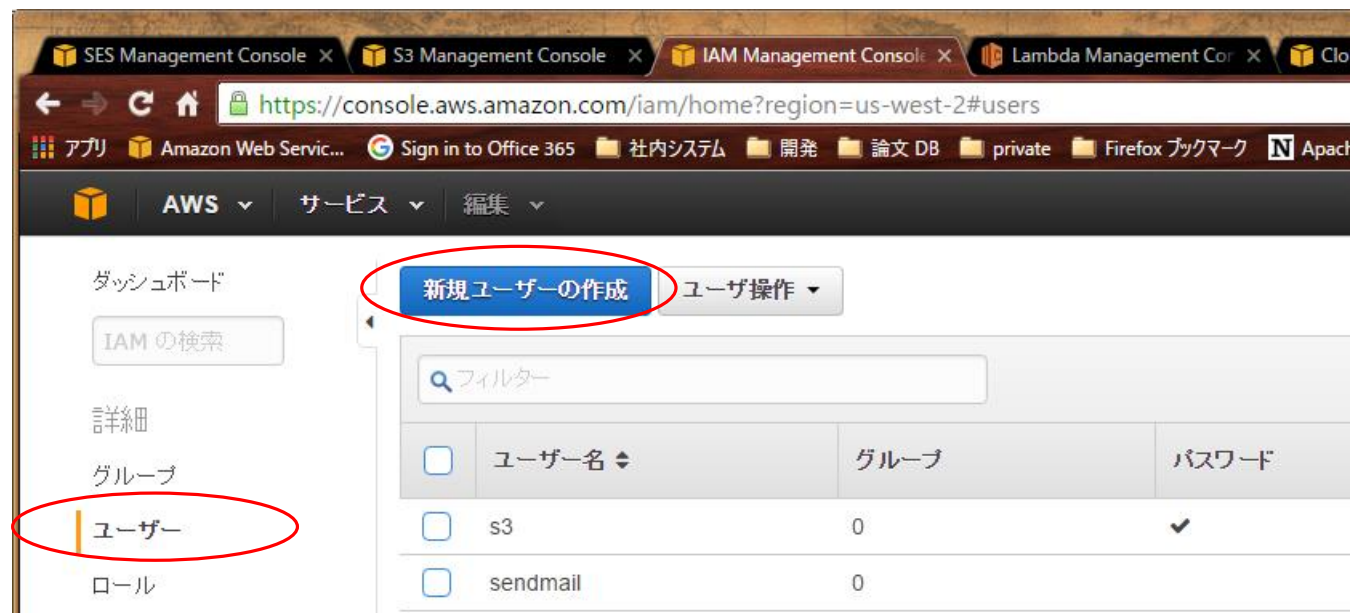 SES Management Console
S3 Management Console
IAM Management Console
Lambda Management Con
Clo
https://console.aws.amazon.com/iam/home?region=us-west-2#users
アプリ Amazon Web Servic... Sign in to Office 365 社内システム 開発 論文 DB private Firefox ブックマーク Apach
AWS サービス 編集
ダッシュボード
新規ユーザーの作成 ユーザ操作
IAM の検索
フィルター
詳細
ユーザー名 グループ パスワード
グループ
ユーザー
s3 0
ロール
sendmail 0